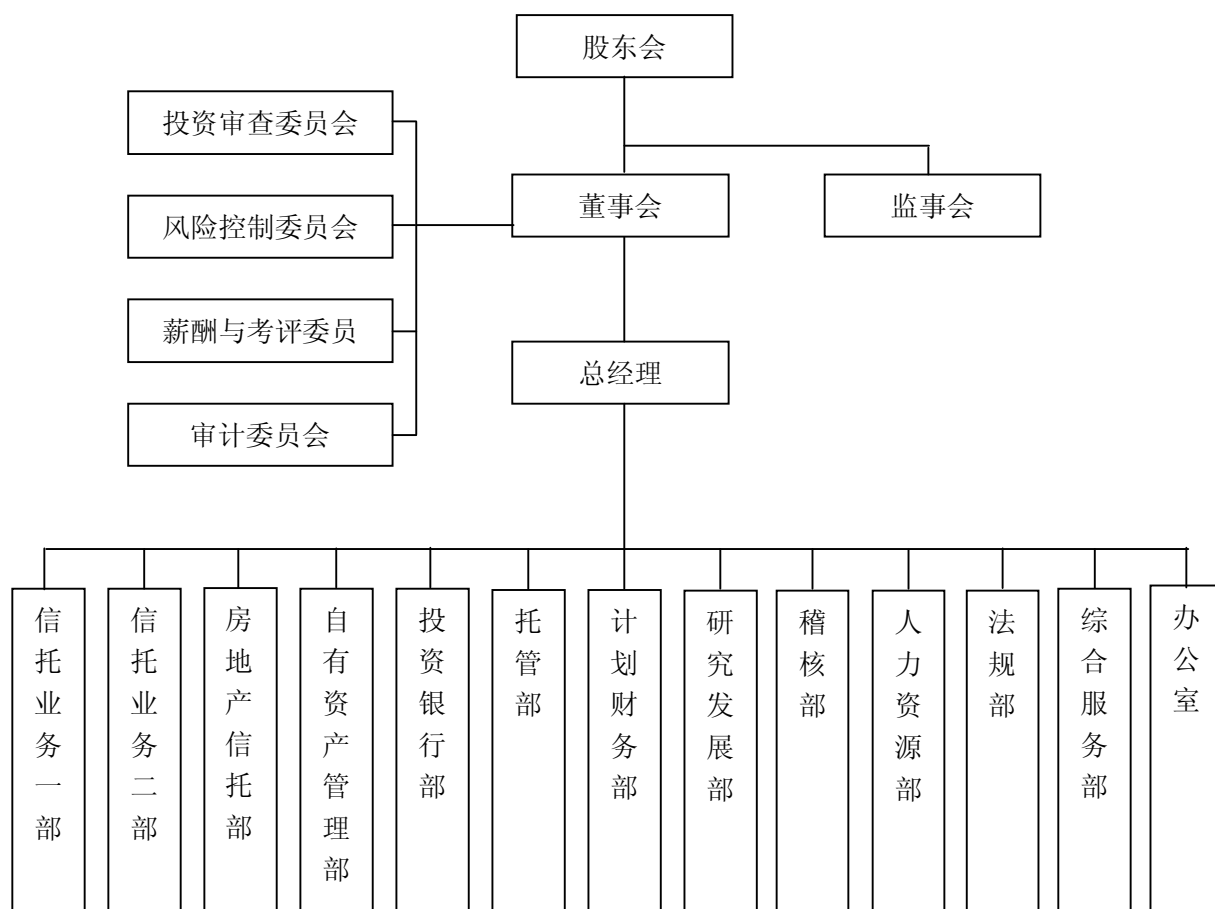 股东会
投资审查委员会
董事会
监事会
风险控制委员会
薪酬与考评委员
总经理
审计委员会
信托业务一部
信托业务二部
房地产信托部
自有资产管理部
投资银行部
托管部
计划财务部
研究发展部
稽核部
人力资源部
法规部
综合服务部
办公室